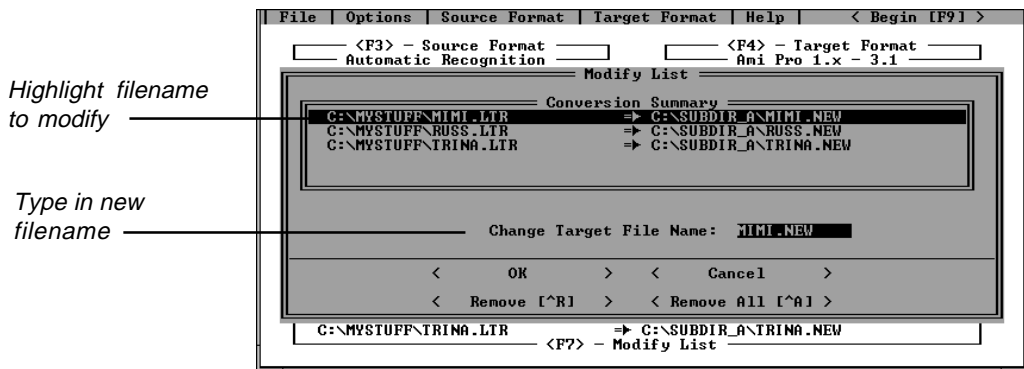 File | Options | Source Format | Target Format | Help | < Begin [F9] >
<F3> - Source Format
Automatic Recognition
<F4> - Target Format
Ami Pro 1.x - 3.1
Modify List
Highlight filename
to modify
Conversion Summary
C:\MYSTUFF\MIMI.LTR => C:\SUBDIR_A\MIMI.NEW
C:\MYSTUFF\RUSS.LTR => C:\SUBDIR_A\RUSS.NEW
C:\MYSTUFF\TRINA.LTR => C:\SUBDIR_A\TRINA.NEW
Type in new
filename
Change Target File Name: MIMI.NEW
< OK > < Cancel >
< Remove [^R] > < Remove All [^A] >
C:\MYSTUFF\TRINA.LTR => C:\SUBDIR_A\TRINA.NEW
<F7> - Modify List